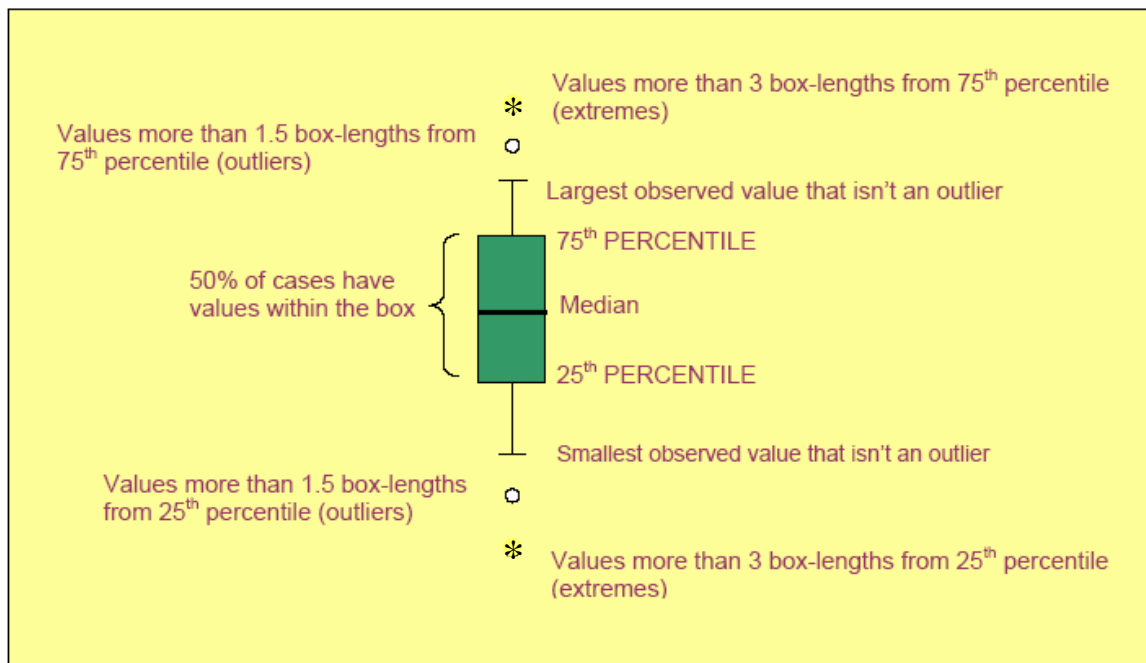 Values more than 3 box-lengths from 75th percentile
(extremes)
*
Values more than 1.5 box-lengths from
75th percentile (outliers)
Largest observed value that isn’t an outlier
75th PERCENTILE
50% of cases have
values within the box
Median
25th PERCENTILE
Smallest observed value that isn’t an outlier
Values more than 1.5 box-lengths
from 25th percentile (outliers)
*
Values more than 3 box-lengths from 25th percentile
(extremes)